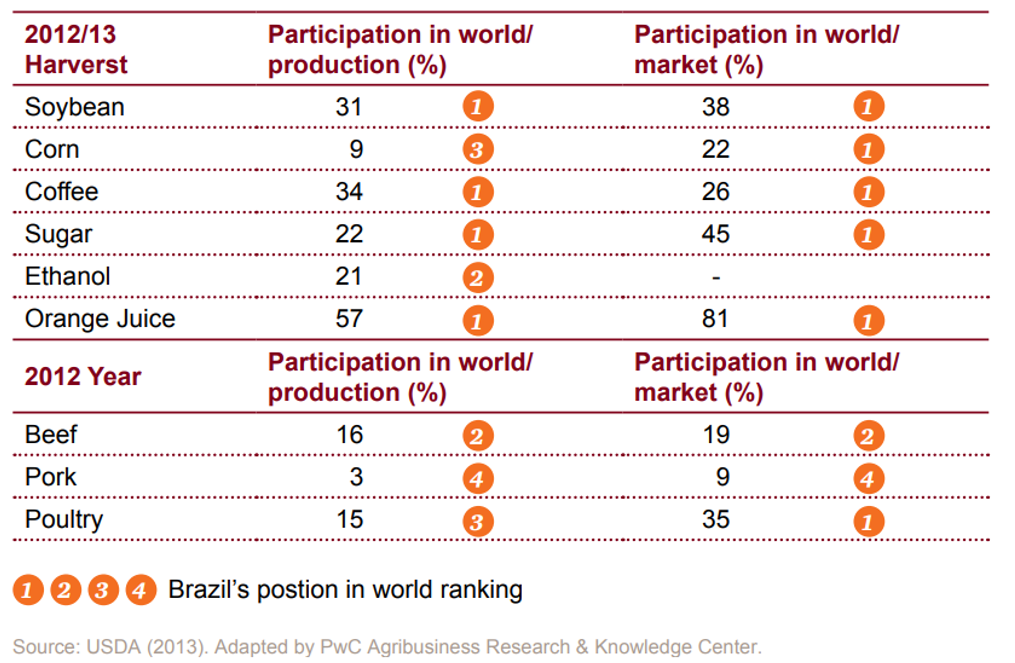 2012/13 Harverst Participation in world/ production (%) Participation in world/ market (%)
Soybean 31 1 38 1
Corn 9 3 22 1
Coffee 34 1 26 1
Sugar 22 1 45 1
Ethanol 21 2 -
Orange Juice 57 1 81 1
2012 Year Participation in world/ production (%) Participation in world/ market (%)
Beef 16 2 19 2
Pork 3 4 9 4
Poultry 15 3 35 1
1 2 3 4 Brazil's postion in world ranking
Source: USDA (2013). Adapted by PwC Agribusiness Research & Knowledge Center.